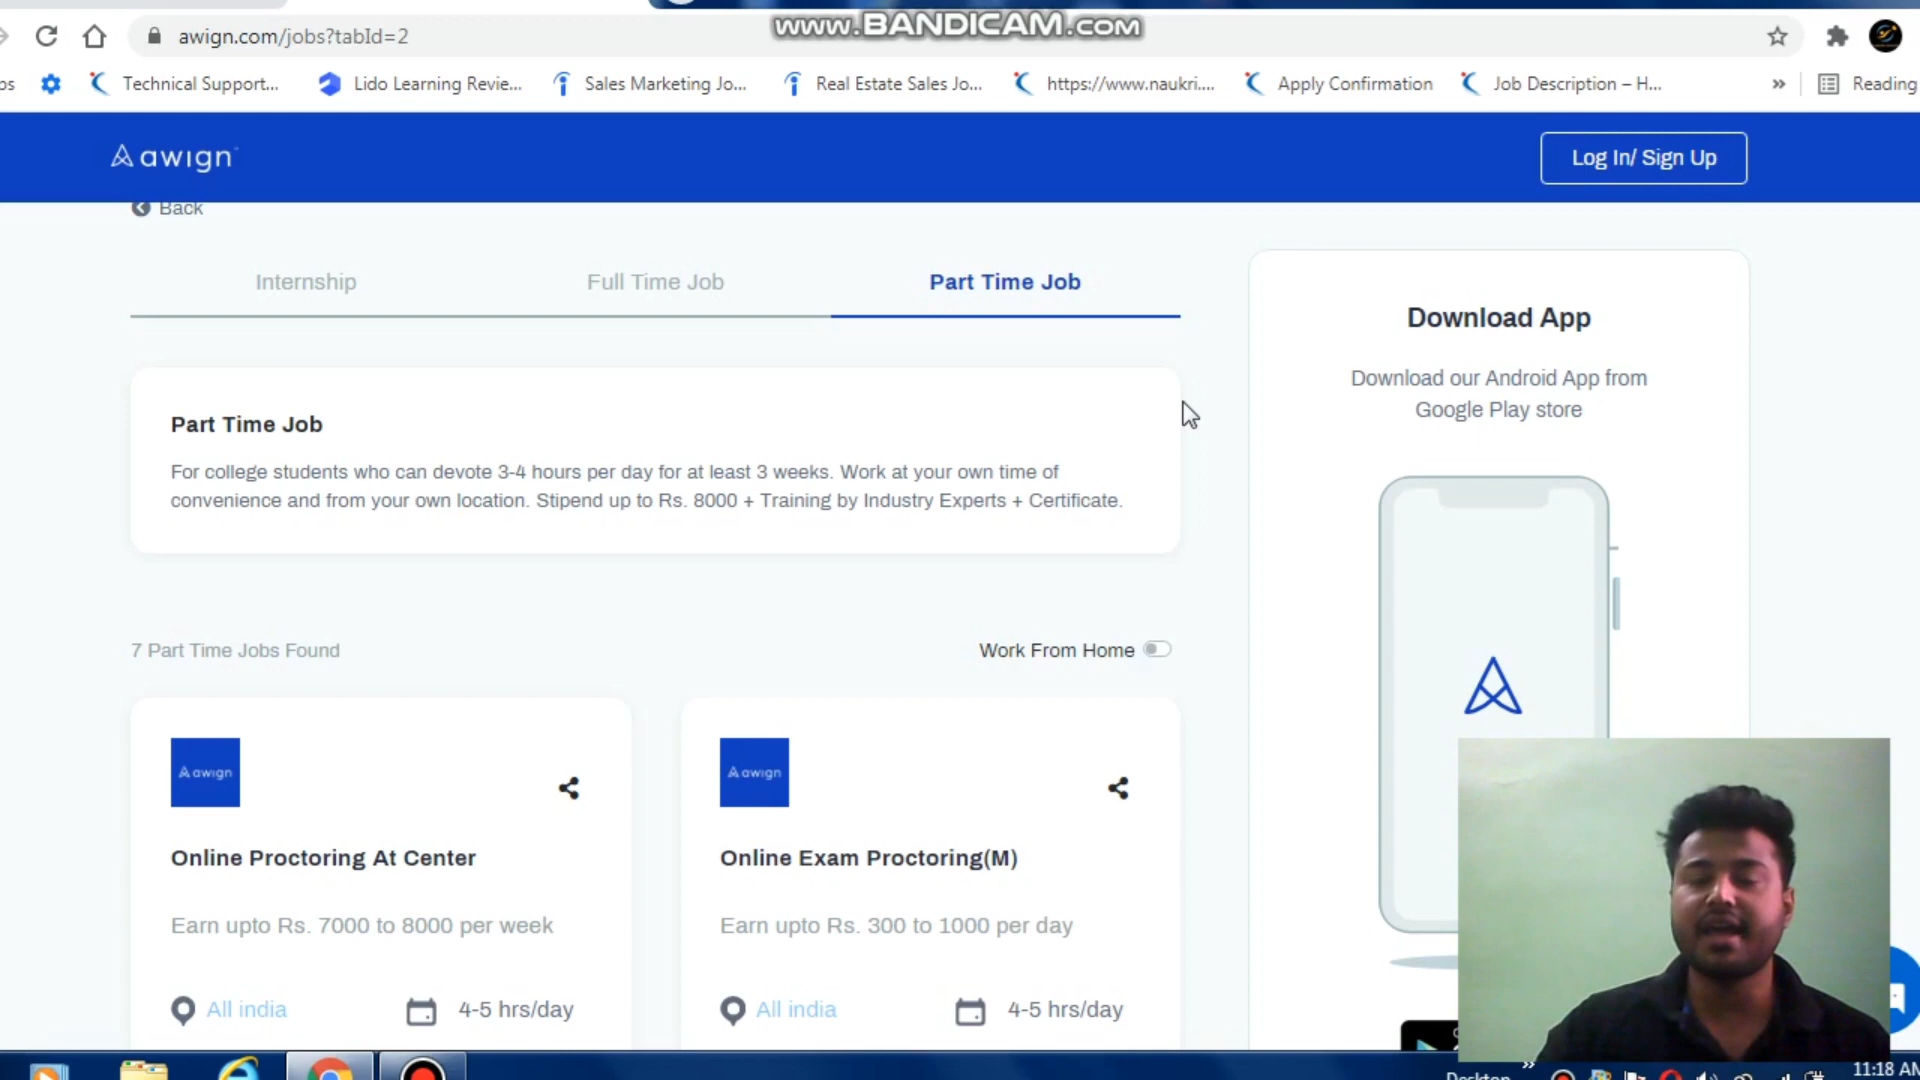 www.BANDICAM.com
awign.com/jobs?tabId=2
Technical Support...
Lido Learning Revie...
Sales Marketing Jo...
Real Estate Sales Jo...
https://www.naukri....
Apply Confirmation
Job Description – H...
»
Reading
awign
Log In/ Sign Up
Back
Internship
Full Time Job
Part Time Job
Download App
Download our Android App from
Google Play store
Part Time Job
For college students who can devote 3-4 hours per day for at least 3 weeks. Work at your own time of
convenience and from your own location. Stipend up to Rs. 8000 + Training by Industry Experts + Certificate.
7 Part Time Jobs Found
Work From Home
awign
awign
Online Proctoring At Center
Online Exam Proctoring(M)
Earn upto Rs. 7000 to 8000 per week
Earn upto Rs. 300 to 1000 per day
All india
4-5 hrs/day
All india
4-5 hrs/day
Desktop
»
11:18 AM